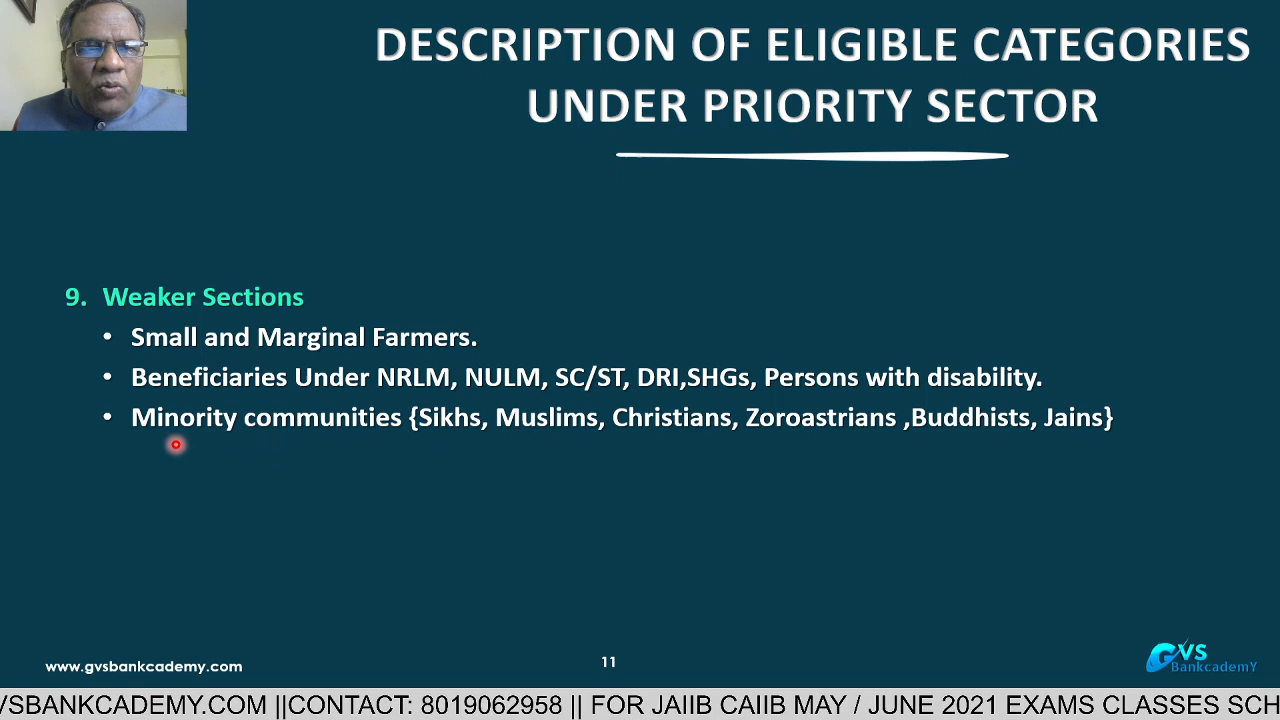 DESCRIPTION OF ELIGIBLE CATEGORIES
UNDER PRIORITY SECTOR
9. Weaker Sections
• Small and Marginal Farmers.
• Beneficiaries Under NRLM, NULM, SC/ST, DRI,SHGs, Persons with disability.
• Minority communities {Sikhs, Muslims, Christians, Zoroastrians ,Buddhists, Jains}
www.gvsbankcademy.com
11
GVS
BankcademY
VSBANKCADEMY.COM ||CONTACT: 8019062958 || FOR JAIIB CAIIB MAY / JUNE 2021 EXAMS CLASSES SCH